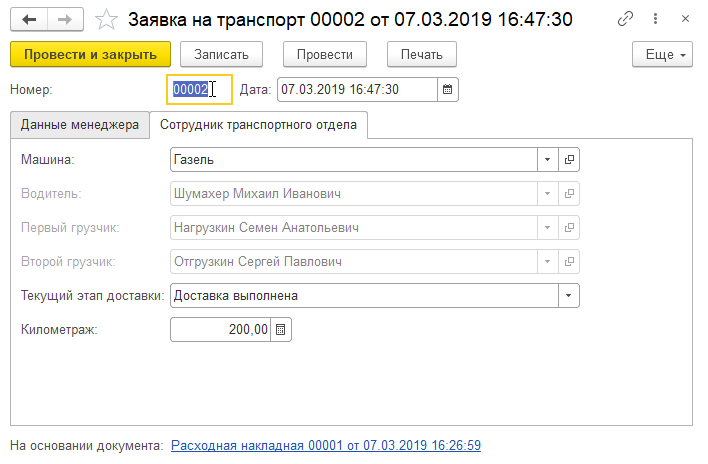 Заявка на транспорт 00002 от 07.03.2019 16:47:30
Провести и закрыть Записать Провести Печать Еще
Номер: 00002 Дата: 07.03.2019 16:47:30
Данные менеджера Сотрудник транспортного отдела
Машина: Газель
Водитель: Шумахер Михаил Иванович
Первый грузчик: Нагрузкин Семен Анатольевич
Второй грузчик: Отгрузкин Сергей Павлович
Текущий этап доставки: Доставка выполнена
Километраж: 200,00
На основании документа: Расходная накладная 00001 от 07.03.2019 16:26:59